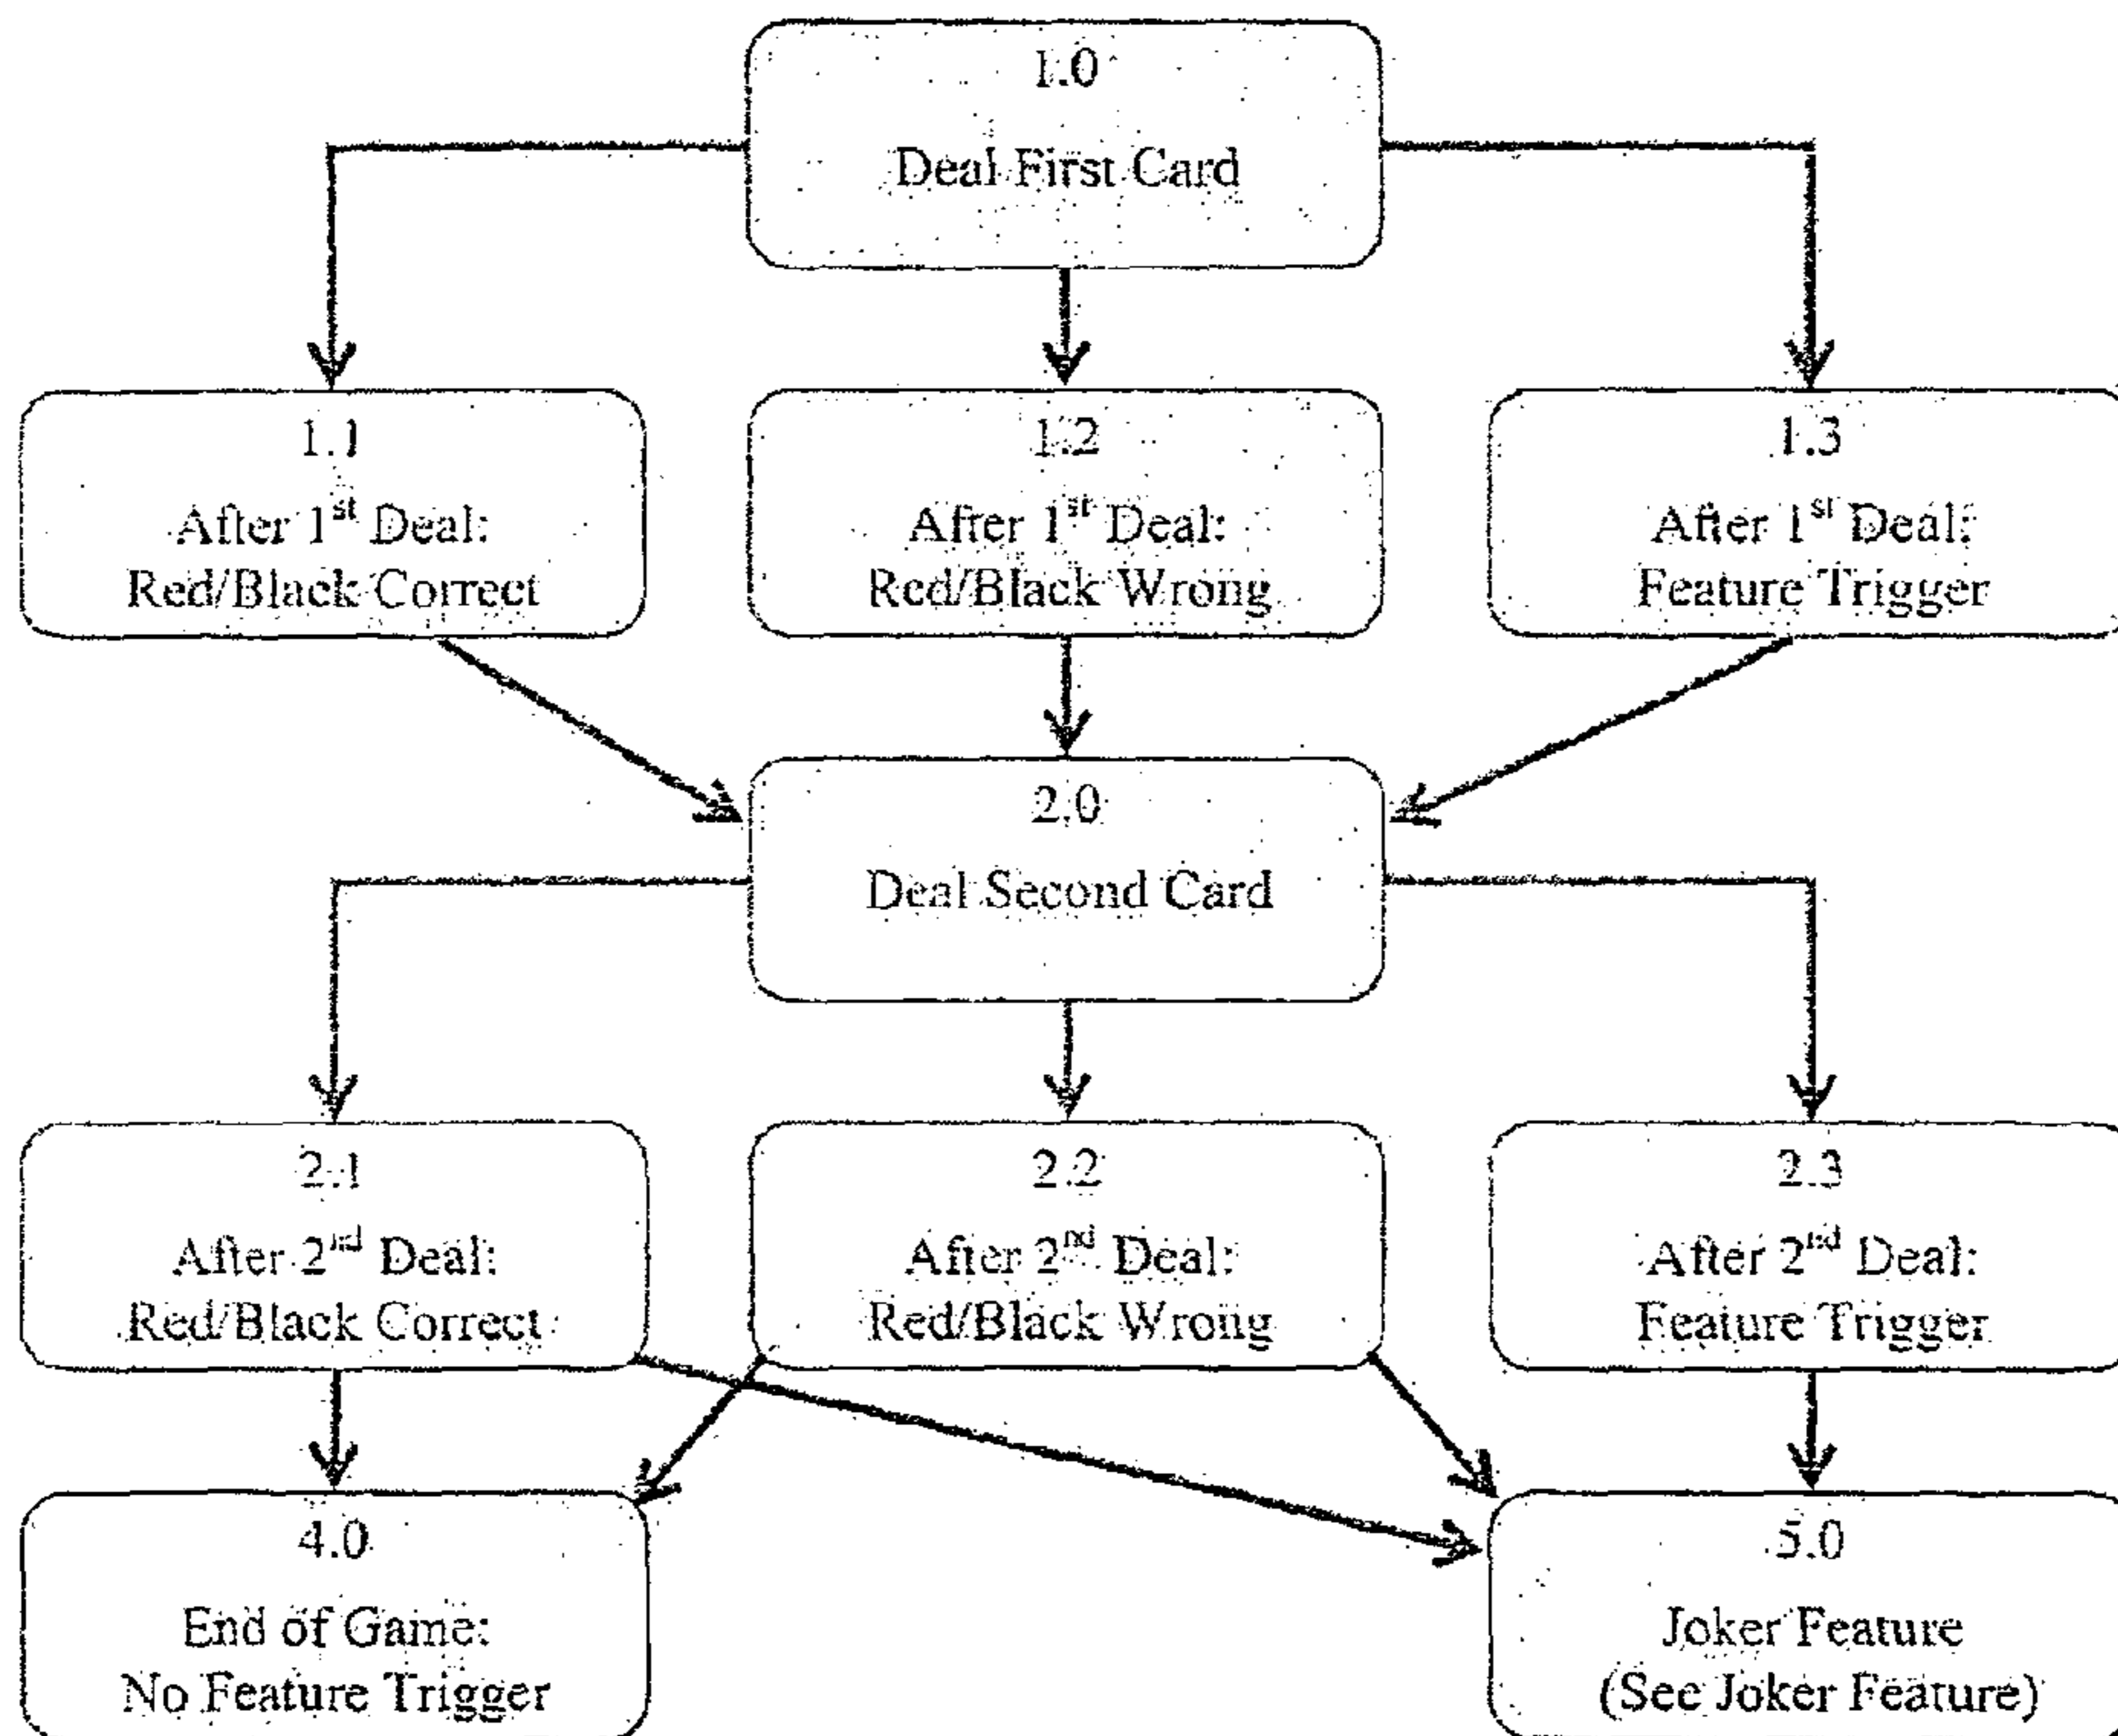 1.0
Deal First Card
1.1
After 1st Deal:
Red/Black Correct
1.2
After 1st Deal:
Red/Black Wrong
1.3
After 1st Deal:
Feature Trigger
2.0
Deal Second Card
2.1
After 2nd Deal:
Red/Black Correct
2.2
After 2nd Deal:
Red/Black Wrong
2.3
After 2nd Deal:
Feature Trigger
4.0
End of Game:
No Feature Trigger
5.0
Joker Feature
(See Joker Feature)